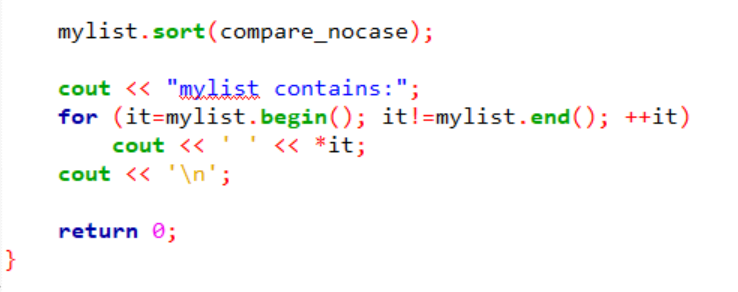 mylist.sort(compare_nocase);
cout << "mylist contains:";
for (it=mylist.begin(); it!=mylist.end(); ++it)
cout << ' ' << *it;
cout << '\n';
return 0;
}